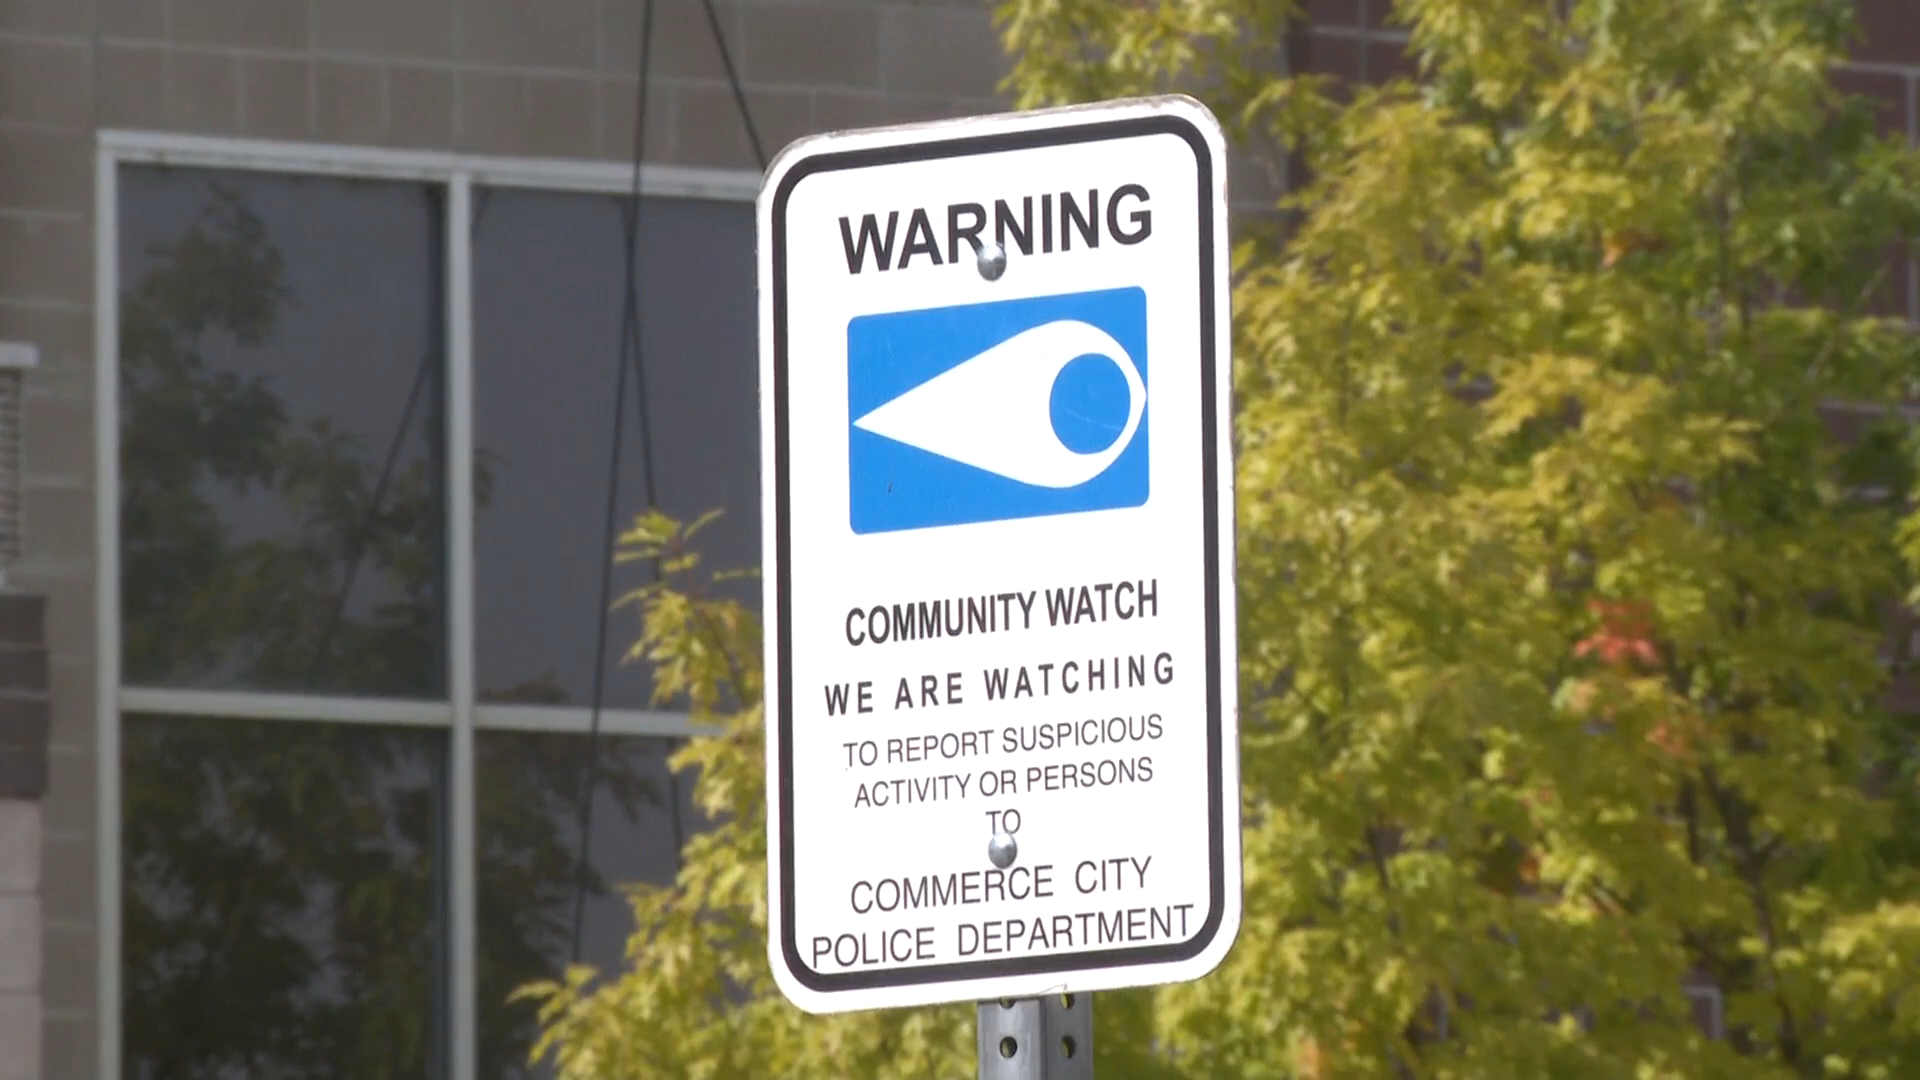 WARNING
COMMUNITY WATCH
WE ARE WATCHING
TO REPORT SUSPICIOUS
ACTIVITY OR PERSONS
TO
COMMERCE CITY
POLICE DEPARTMENT